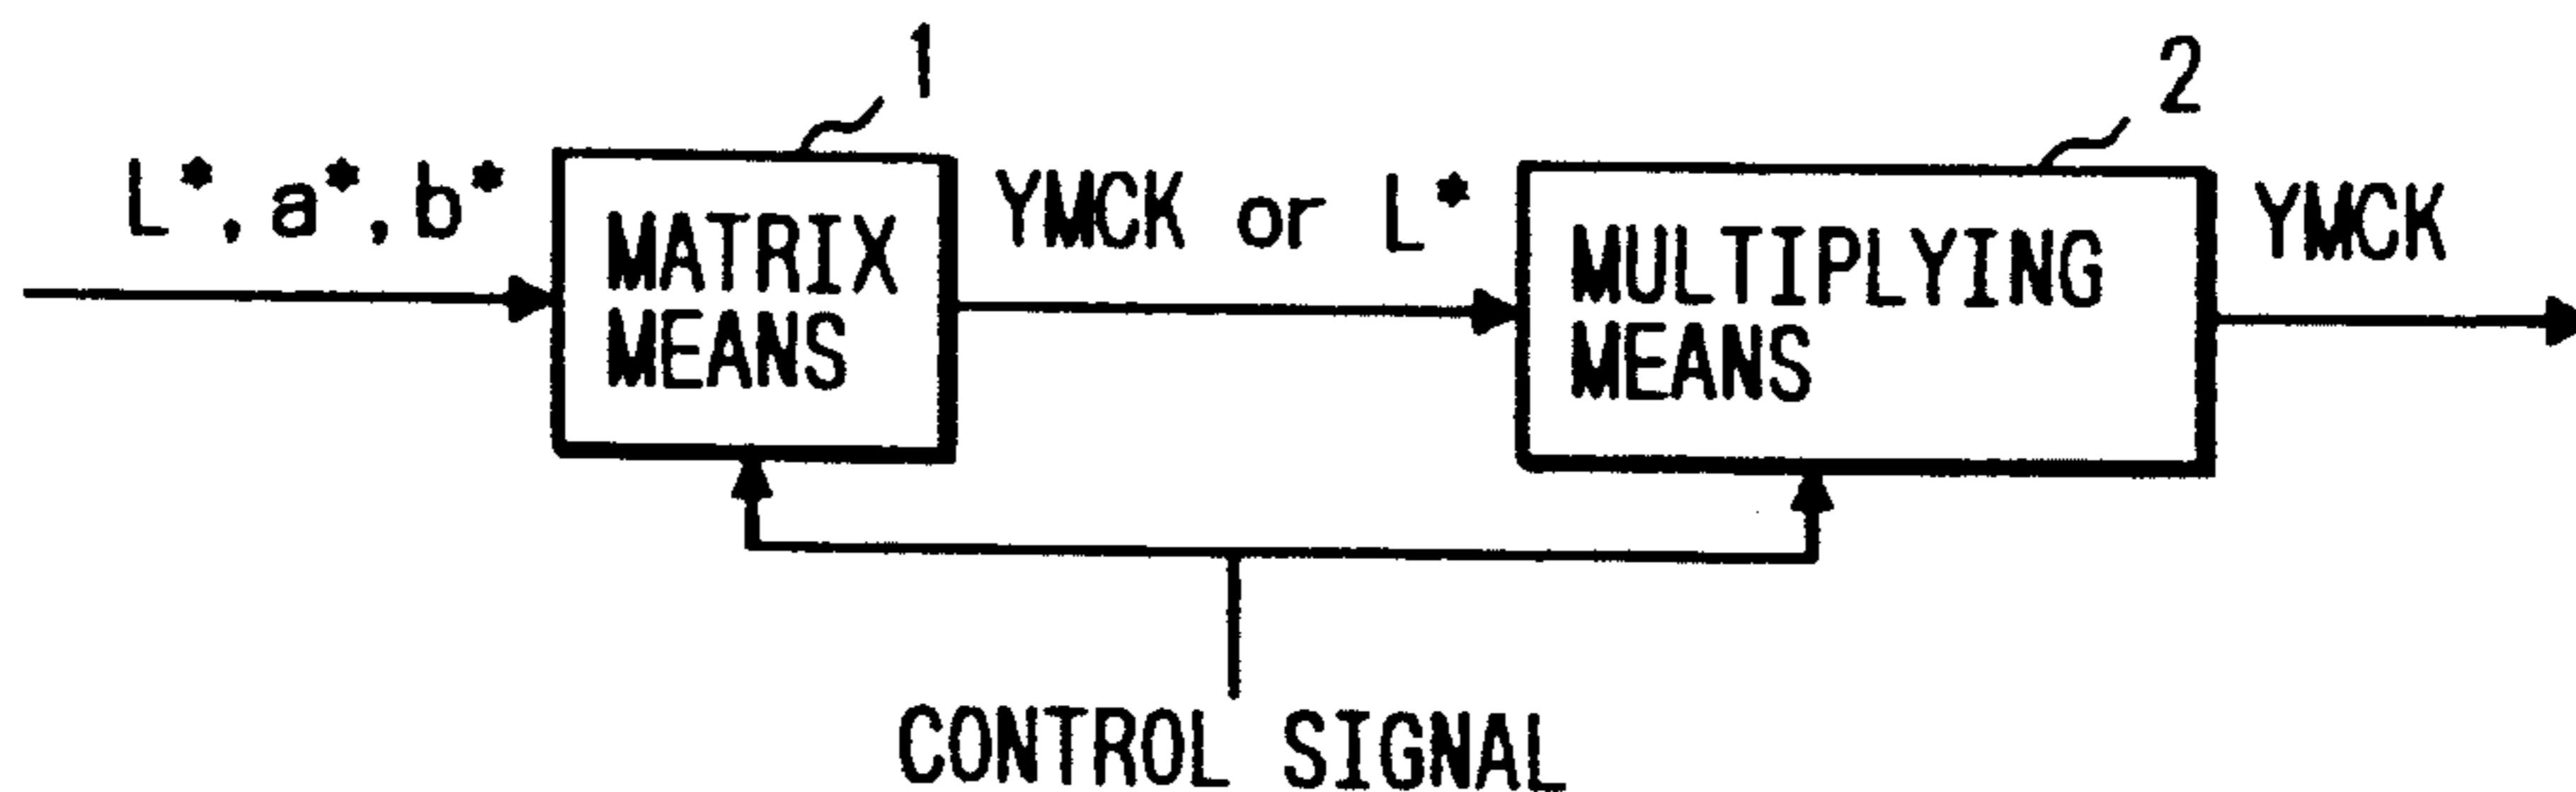 1
2
L*, a*, b*
MATRIX
MEANS
YMCK or L*
MULTIPLYING
MEANS
YMCK
CONTROL SIGNAL